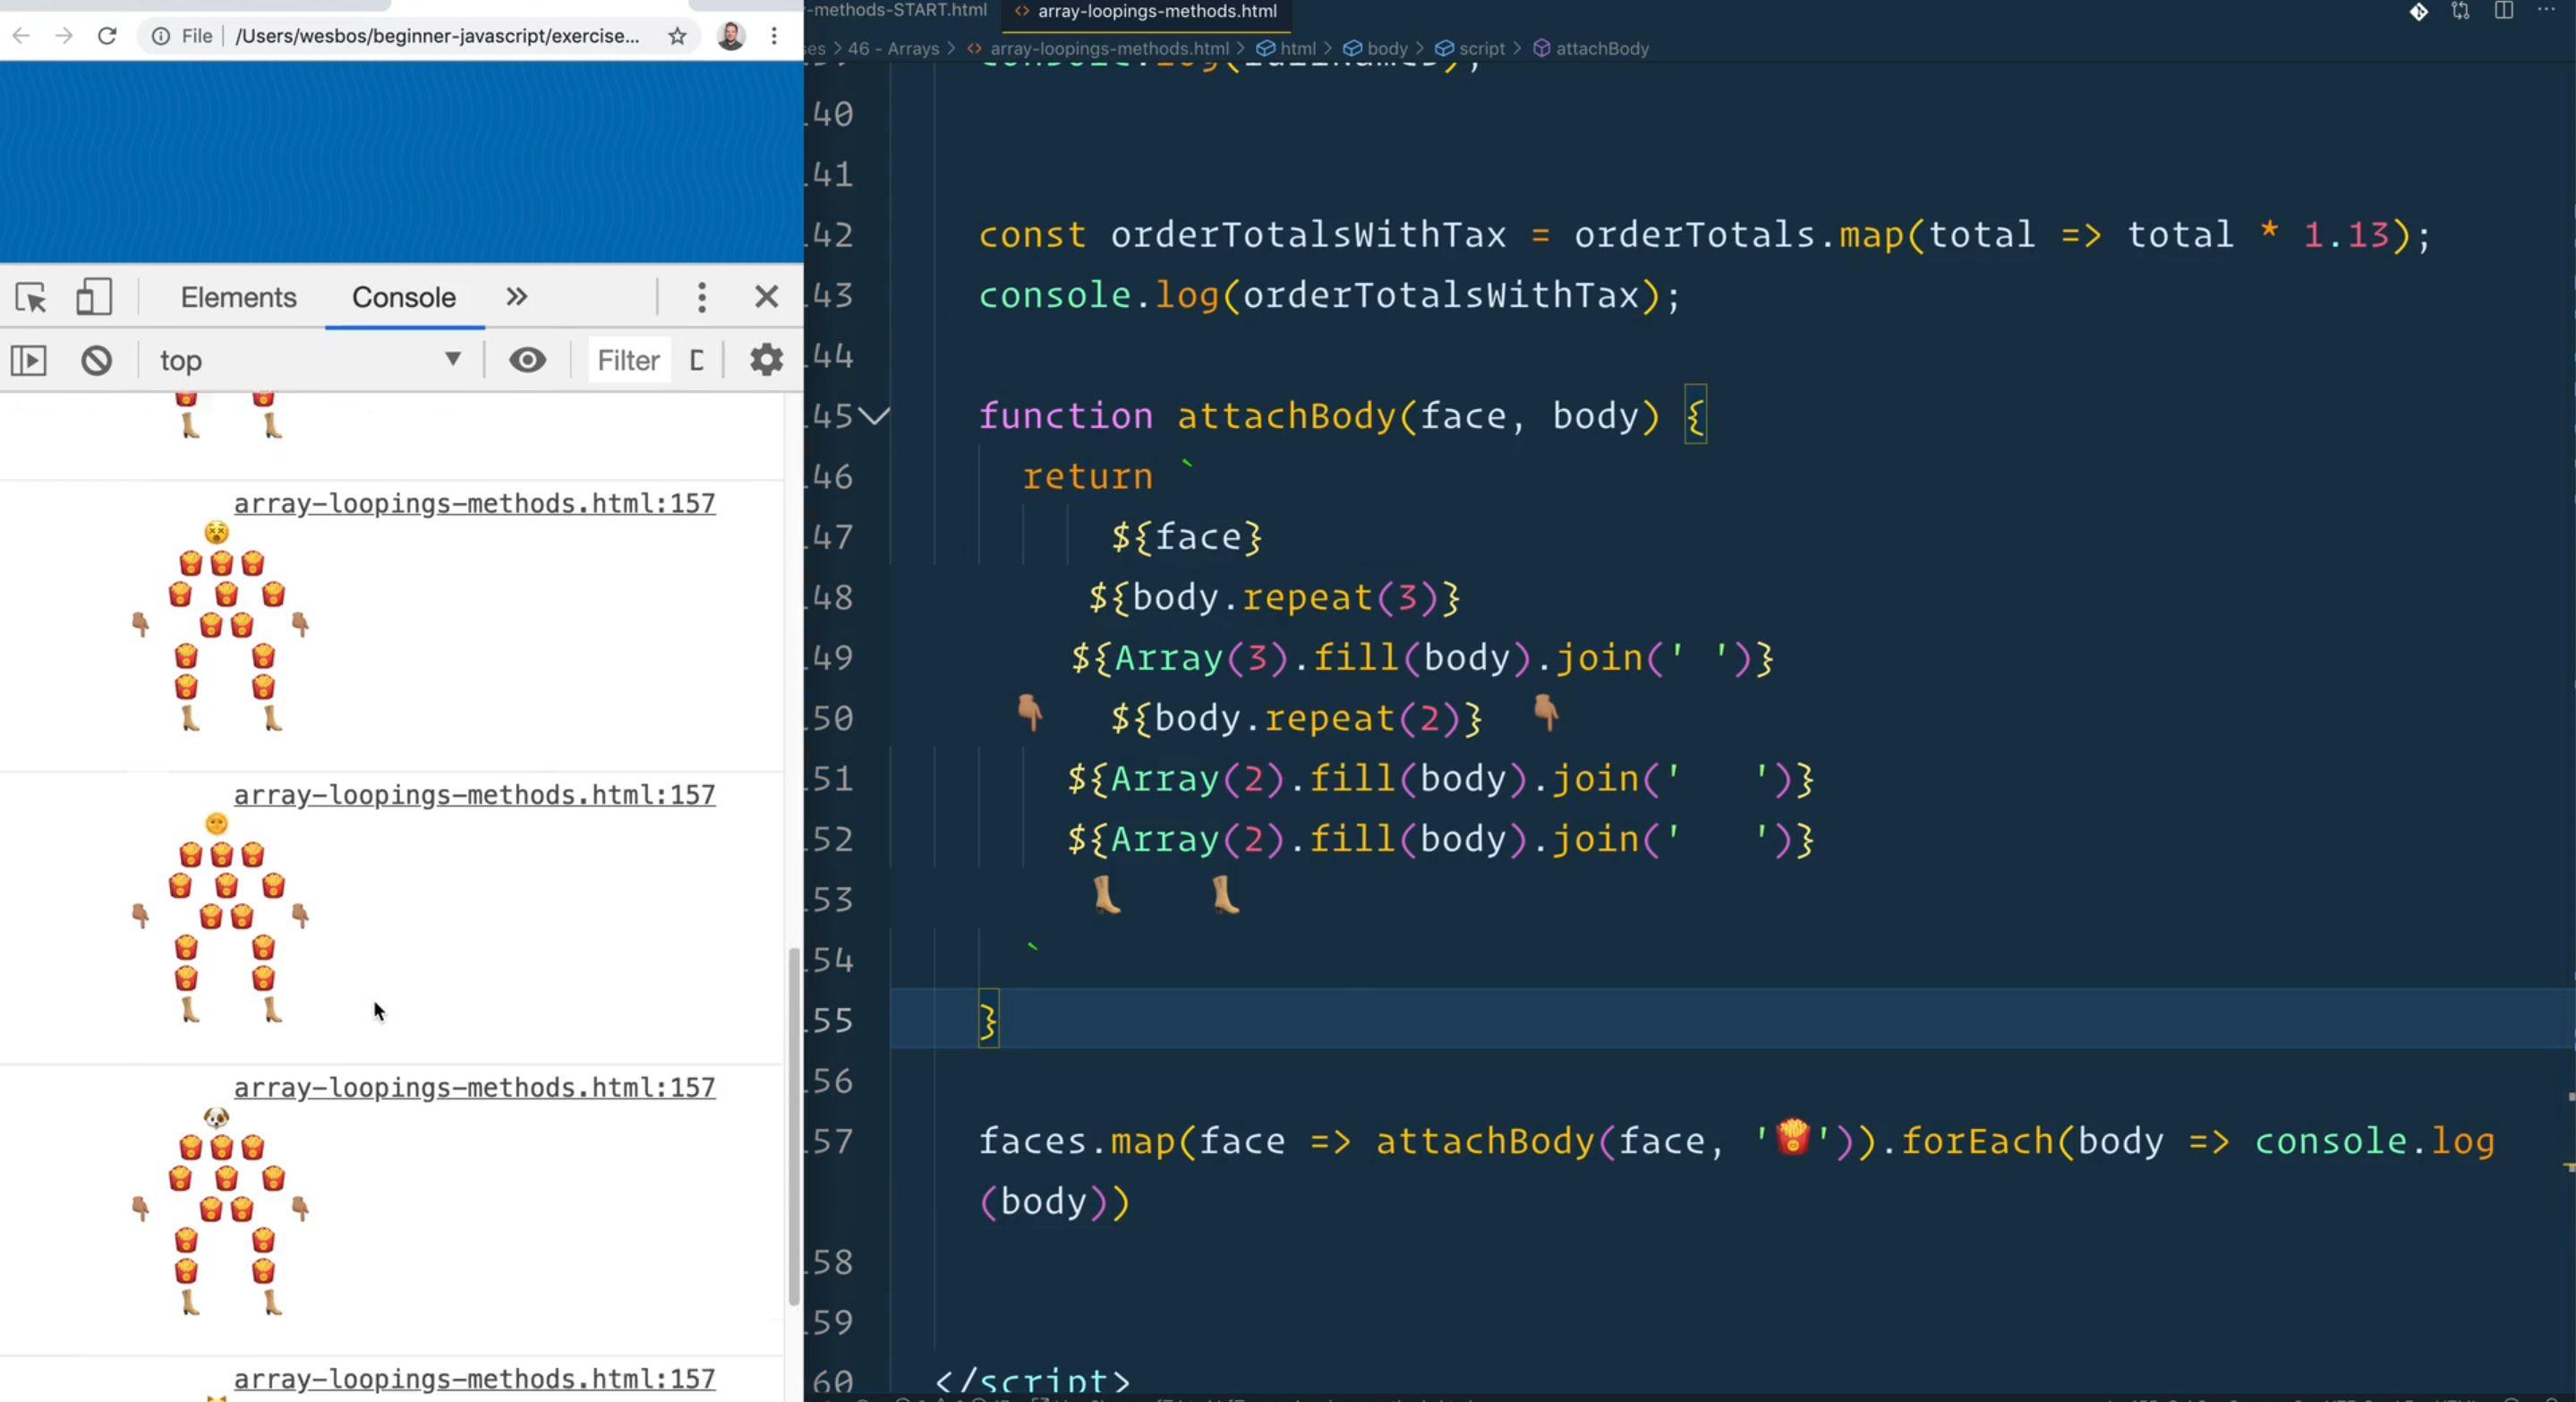 File | /Users/wesbos/beginner-javascript/exercise...
Elements Console »
top ▼ Filter D
array-loopings-methods.html:157
😵
🍟🍟🍟
🍟 🍟 🍟
👇🏽 🍟🍟 👇🏽
🍟 🍟
🍟 🍟
👢 👢
array-loopings-methods.html:157
🌞
🍟🍟🍟
🍟 🍟 🍟
👇🏽 🍟🍟 👇🏽
🍟 🍟
🍟 🍟
👢 👢
array-loopings-methods.html:157
🐶
🍟🍟🍟
🍟 🍟 🍟
👇🏽 🍟🍟 👇🏽
🍟 🍟
🍟 🍟
👢 👢
array-loopings-methods.html:157
-methods-START.html <> array-loopings-methods.html
ses > 46 - Arrays > <> array-loopings-methods.html > html > body > script > attachBody
40
41
42 const orderTotalsWithTax = orderTotals.map(total => total * 1.13);
43 console.log(orderTotalsWithTax);
44
45 function attachBody(face, body) {
46 return `
47 ${face}
48 ${body.repeat(3)}
49 ${Array(3).fill(body).join(' ')}
50 👇🏽 ${body.repeat(2)} 👇🏽
51 ${Array(2).fill(body).join('   ')}
52 ${Array(2).fill(body).join('   ')}
53 👢 👢
54 `
55 }
56
57 faces.map(face => attachBody(face, '🍟')).forEach(body => console.log
(body))
58
59
60 </script>